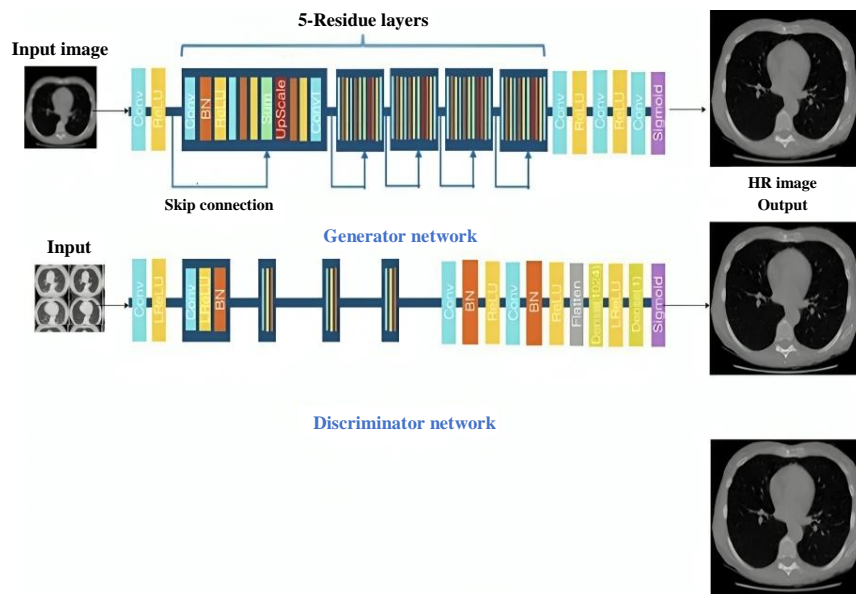 5-Residue layers
Input image
Conv
ReLU
Conv
BN
ReLU
Sum
UpScale
Conv1
Conv
ReLU
Conv
ReLU
Conv
Sigmoid
Skip connection
HR image
Output
Generator network
Input
Conv
LReLU
Conv
LReLU
BN
Conv
BN
ReLU
Conv
BN
ReLU
Flatten
Dense(1024)
LReLU
Dense(1)
Sigmoid
Discriminator network